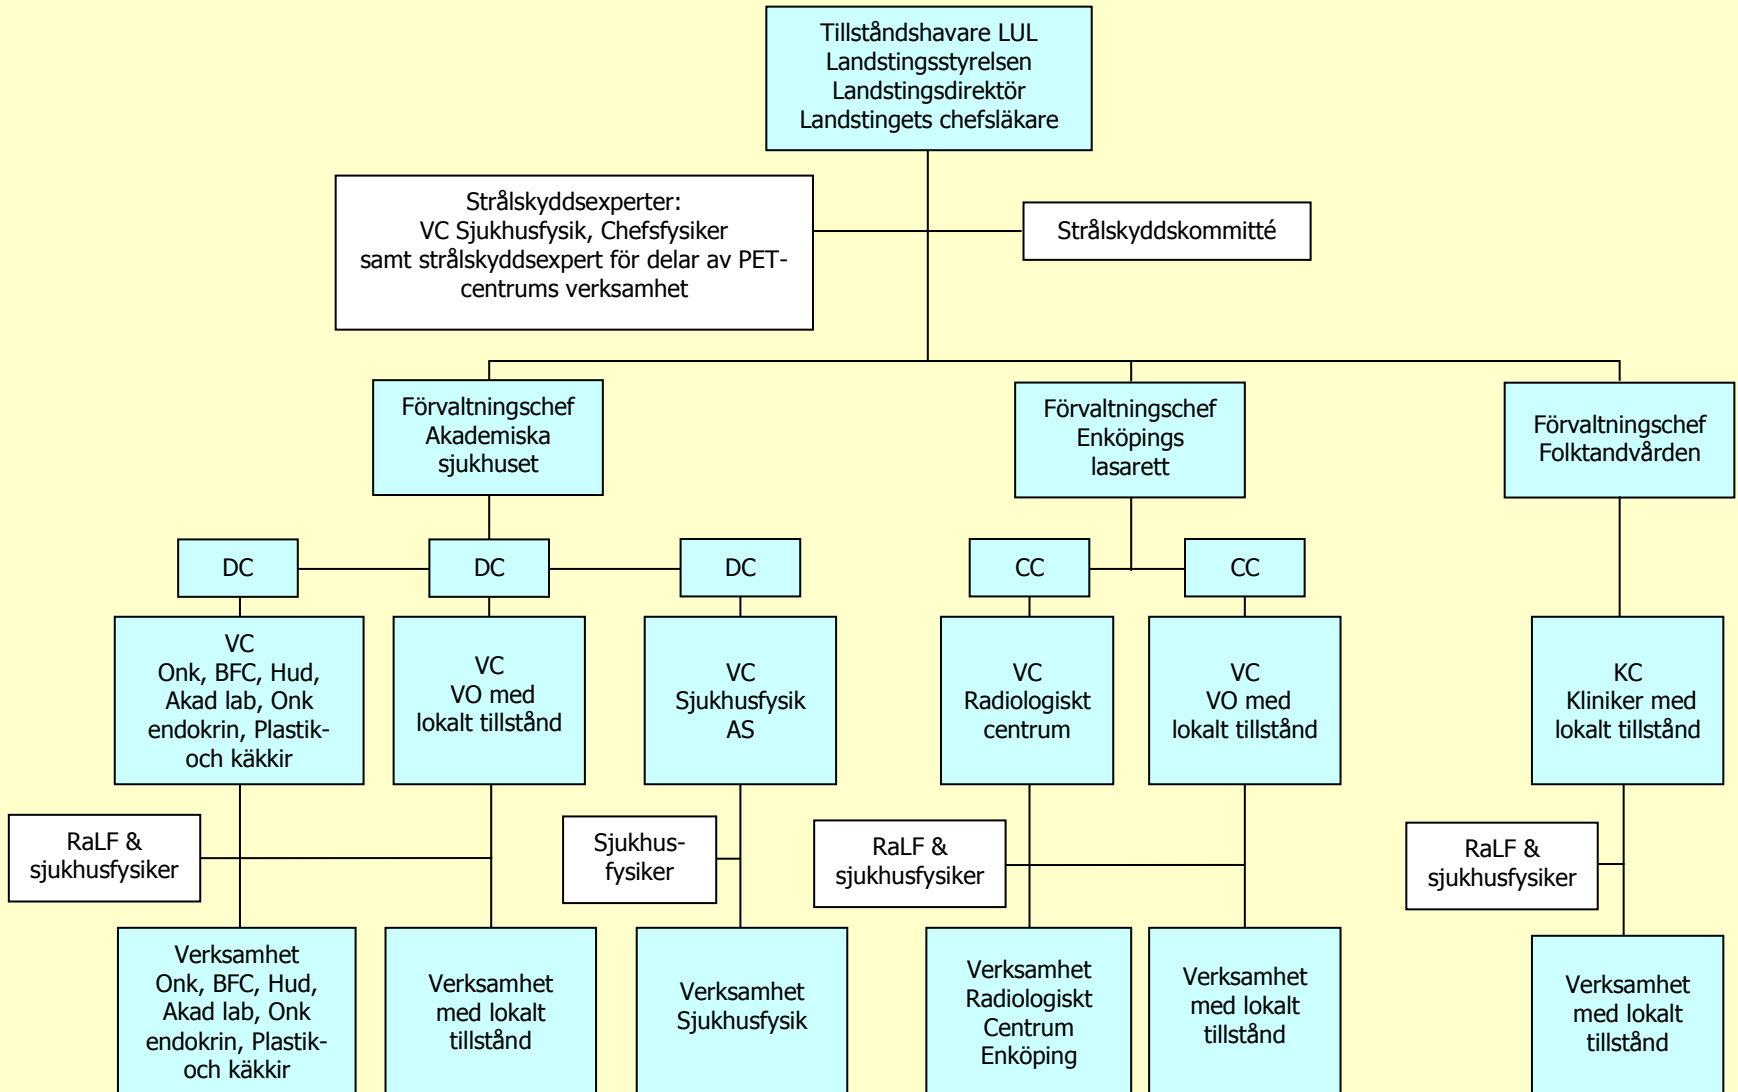 Tillståndshavare LUL
Landstingsstyrelsen
Landstingsdirektör
Landstingets chefsläkare
Strålskyddsexperter:
VC Sjukhusfysik, Chefsfysiker
samt strålskyddsexpert för delar av PET-
centrums verksamhet
Strålskyddskommitté
Förvaltningschef
Akademiska
sjukhuset
Förvaltningschef
Enköpings
lasarett
Förvaltningschef
Folktandvården
DC
DC
DC
CC
CC
VC
Onk, BFC, Hud,
Akad lab, Onk
endokrin, Plastik-
och käkkir
VC
VO med
lokalt tillstånd
VC
Sjukhusfysik
AS
VC
Radiologiskt
centrum
VC
VO med
lokalt tillstånd
KC
Kliniker med
lokalt tillstånd
RaLF &
sjukhusfysiker
Sjukhus-
fysiker
RaLF &
sjukhusfysiker
RaLF &
sjukhusfysiker
Verksamhet
Onk, BFC, Hud,
Akad lab, Onk
endokrin, Plastik-
och käkkir
Verksamhet
med lokalt
tillstånd
Verksamhet
Sjukhusfysik
Verksamhet
Radiologiskt
Centrum
Enköping
Verksamhet
med lokalt
tillstånd
Verksamhet
med lokalt
tillstånd